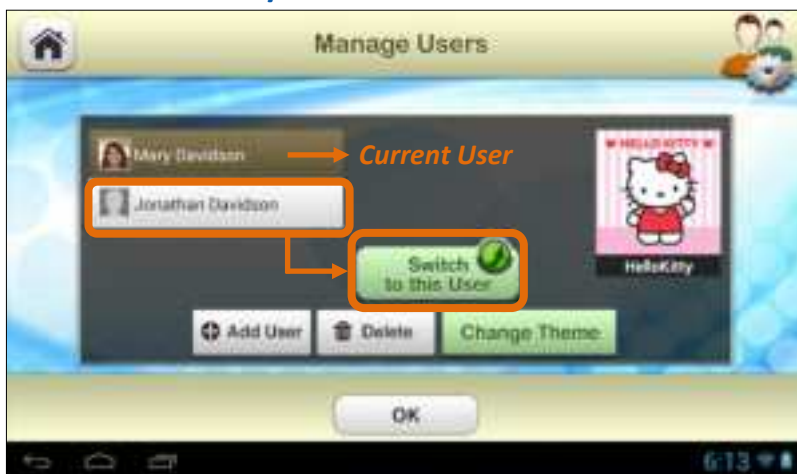 Manage Users
Mary Davidson
Current User
Jonathan Davidson
HELLO KITTY
HelloKitty
Switch
to this User
Add User
Delete
Change Theme
OK
6:13